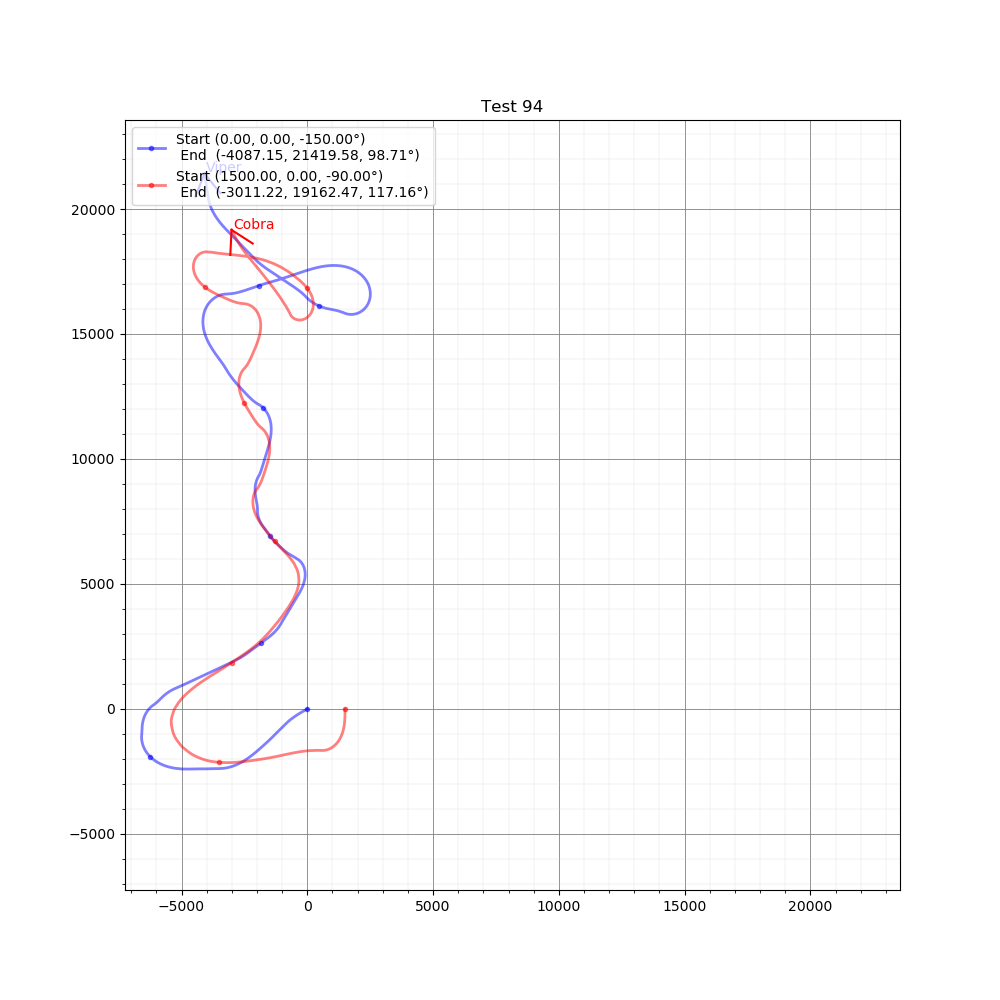 Test 94
Start (0.00, 0.00, -150.00°)
End (-4087.15, 21419.58, 98.71°)
Viper
Start (1500.00, 0.00, -90.00°)
End (-3011.22, 19162.47, 117.16°)
Cobra
20000
15000
10000
5000
0
−5000
−5000 0 5000 10000 15000 20000